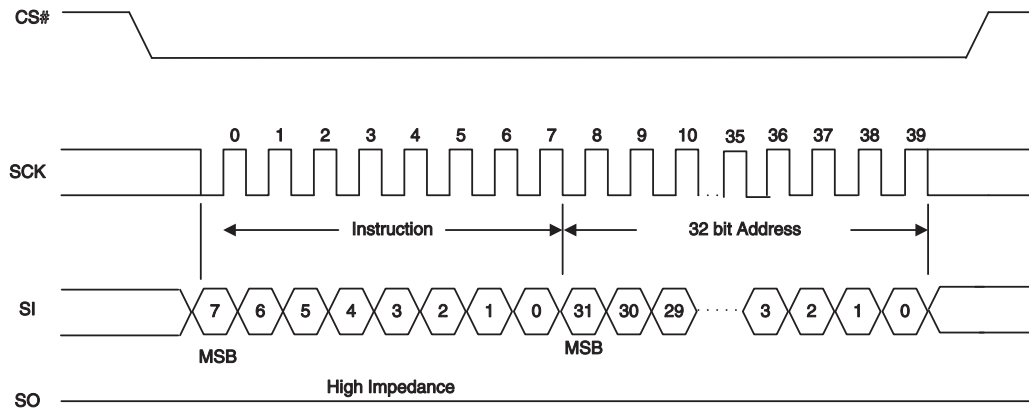 CS#
0 1 2 3 4 5 6 7 8 9 10 35 36 37 38 39
SCK
Instruction 32 bit Address
SI 7 6 5 4 3 2 1 0 31 30 29 3 2 1 0
MSB MSB
High Impedance
SO